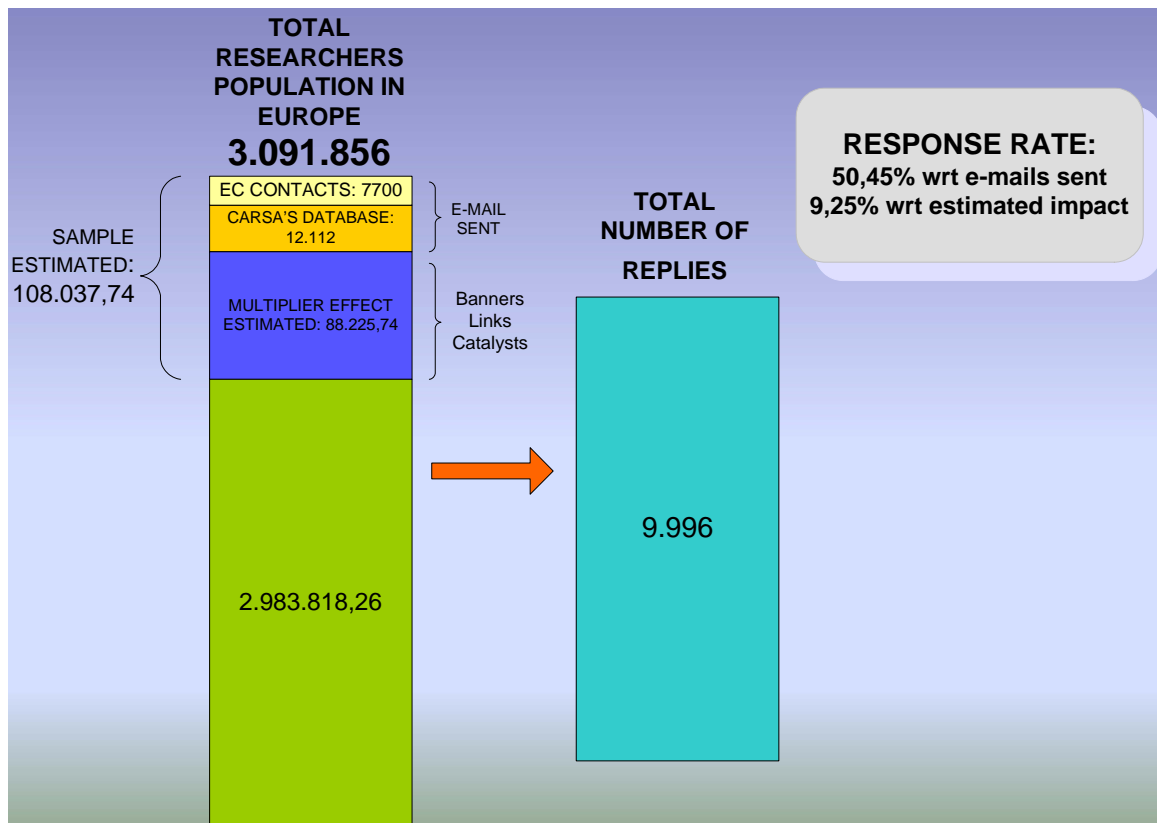 TOTAL
RESEARCHERS
POPULATION IN
EUROPE
3.091.856
EC CONTACTS: 7700
CARSA'S DATABASE:
12.112
MULTIPLIER EFFECT
ESTIMATED: 88.225,74
2.983.818,26
SAMPLE
ESTIMATED:
108.037,74
E-MAIL
SENT
Banners
Links
Catalysts
TOTAL
NUMBER OF
REPLIES
9.996
RESPONSE RATE:
50,45% wrt e-mails sent
9,25% wrt estimated impact